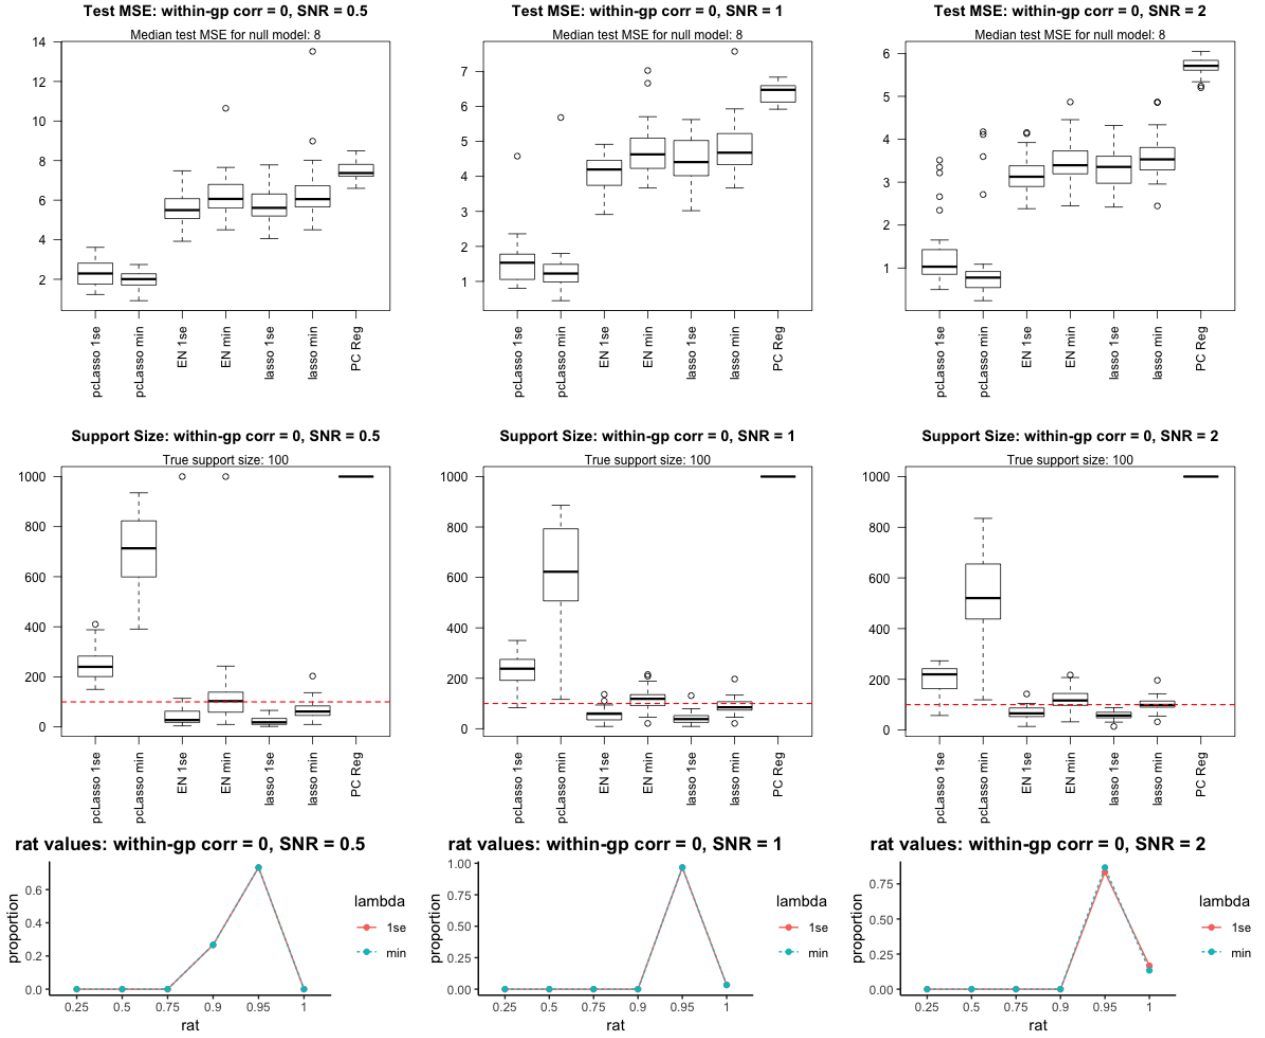 Test MSE: within-gp corr = 0, SNR = 0.5
Median test MSE for null model: 8
14
12
10
8
6
4
2
pcLasso 1se
pcLasso min
EN 1se
EN min
lasso 1se
lasso min
PC Reg
Test MSE: within-gp corr = 0, SNR = 1
Median test MSE for null model: 8
7
6
5
4
3
2
1
pcLasso 1se
pcLasso min
EN 1se
EN min
lasso 1se
lasso min
PC Reg
Test MSE: within-gp corr = 0, SNR = 2
Median test MSE for null model: 8
6
5
4
3
2
1
pcLasso 1se
pcLasso min
EN 1se
EN min
lasso 1se
lasso min
PC Reg
Support Size: within-gp corr = 0, SNR = 0.5
True support size: 100
1000
800
600
400
200
0
pcLasso 1se
pcLasso min
EN 1se
EN min
lasso 1se
lasso min
PC Reg
Support Size: within-gp corr = 0, SNR = 1
True support size: 100
1000
800
600
400
200
0
pcLasso 1se
pcLasso min
EN 1se
EN min
lasso 1se
lasso min
PC Reg
Support Size: within-gp corr = 0, SNR = 2
True support size: 100
1000
800
600
400
200
0
pcLasso 1se
pcLasso min
EN 1se
EN min
lasso 1se
lasso min
PC Reg
rat values: within-gp corr = 0, SNR = 0.5
proportion
0.6
0.4
0.2
0.0
0.25 0.5 0.75 0.9 0.95 1
rat
lambda
1se
min
rat values: within-gp corr = 0, SNR = 1
proportion
1.00
0.75
0.50
0.25
0.00
0.25 0.5 0.75 0.9 0.95 1
rat
lambda
1se
min
rat values: within-gp corr = 0, SNR = 2
proportion
0.75
0.50
0.25
0.00
0.25 0.5 0.75 0.9 0.95 1
rat
lambda
1se
min